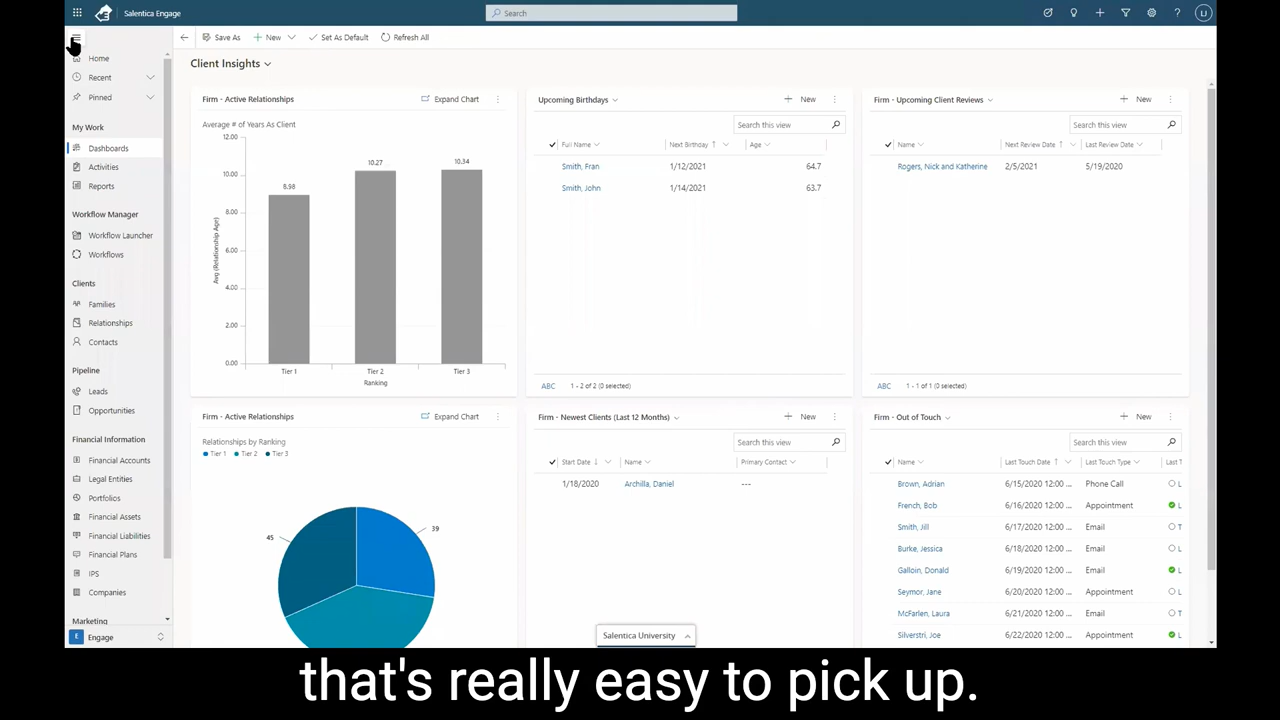 Salentica Engage
Search
Save As
New
Set As Default
Refresh All
Home
Recent
Pinned
My Work
Dashboards
Activities
Reports
Workflow Manager
Workflow Launcher
Workflows
Clients
Families
Relationships
Contacts
Pipeline
Leads
Opportunities
Financial Information
Financial Accounts
Legal Entities
Portfolios
Financial Assets
Financial Liabilities
Financial Plans
IPS
Companies
Marketing
E Engage
Client Insights
Firm - Active Relationships
Expand Chart
Average # of Years As Client
12.00
10.00
8.00
6.00
4.00
2.00
0.00
Avg (Relationship Age)
8.98
10.27
10.34
Tier 1
Tier 2
Tier 3
Ranking
Upcoming Birthdays
New
Search this view
Full Name Next Birthday Age
Smith, Fran 1/12/2021 64.7
Smith, John 1/14/2021 63.7
ABC 1 - 2 of 2 (0 selected)
Firm - Upcoming Client Reviews
New
Search this view
Name Next Review Date Last Review Date
Rogers, Nick and Katherine 2/5/2021 5/19/2020
ABC 1 - 1 of 1 (0 selected)
Firm - Active Relationships
Expand Chart
Relationships by Ranking
Tier 1 Tier 2 Tier 3
39
45
Firm - Newest Clients (Last 12 Months)
New
Search this view
Start Date Name Primary Contact
1/18/2020 Archilla, Daniel ---
Firm - Out of Touch
New
Search this view
Name Last Touch Date Last Touch Type Last T
Brown, Adrian 6/15/2020 12:00 ... Phone Call L
French, Bob 6/16/2020 12:00 ... Appointment L
Smith, Jill 6/17/2020 12:00 ... Email T
Burke, Jessica 6/18/2020 12:00 ... Email L
Galloin, Donald 6/19/2020 12:00 ... Email L
Seymor, Jane 6/20/2020 12:00 ... Appointment L
McFarlen, Laura 6/21/2020 12:00 ... Email T
Silverstri, Joe 6/22/2020 12:00 ... Appointment L
Salentica University
that's really easy to pick up.